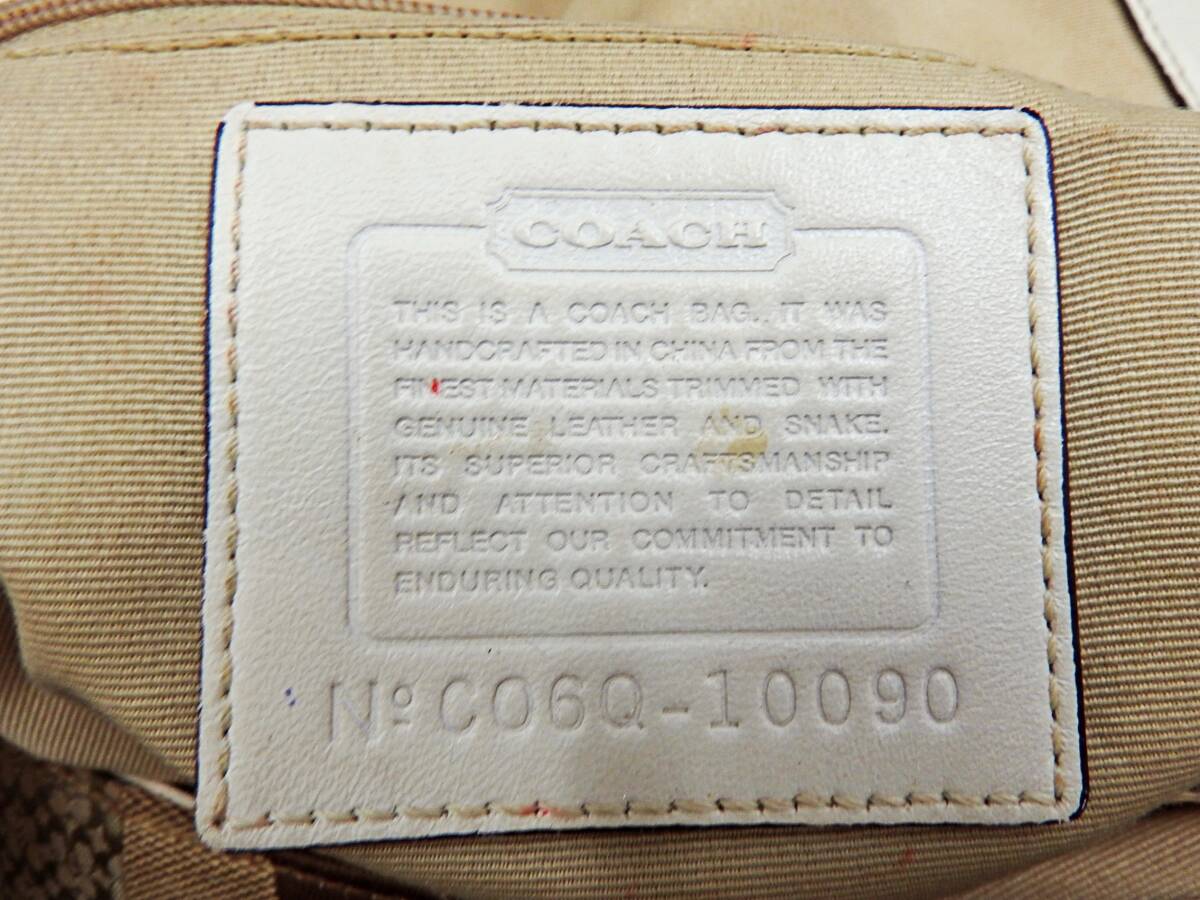 COACH
THIS IS A COACH BAG. IT WAS
HANDCRAFTED IN CHINA FROM THE
FINEST MATERIALS TRIMMED WITH
GENUINE LEATHER AND SNAKE.
ITS SUPERIOR CRAFTSMANSHIP
AND ATTENTION TO DETAIL
REFLECT OUR COMMITMENT TO
ENDURING QUALITY.
Nº C06Q-10090